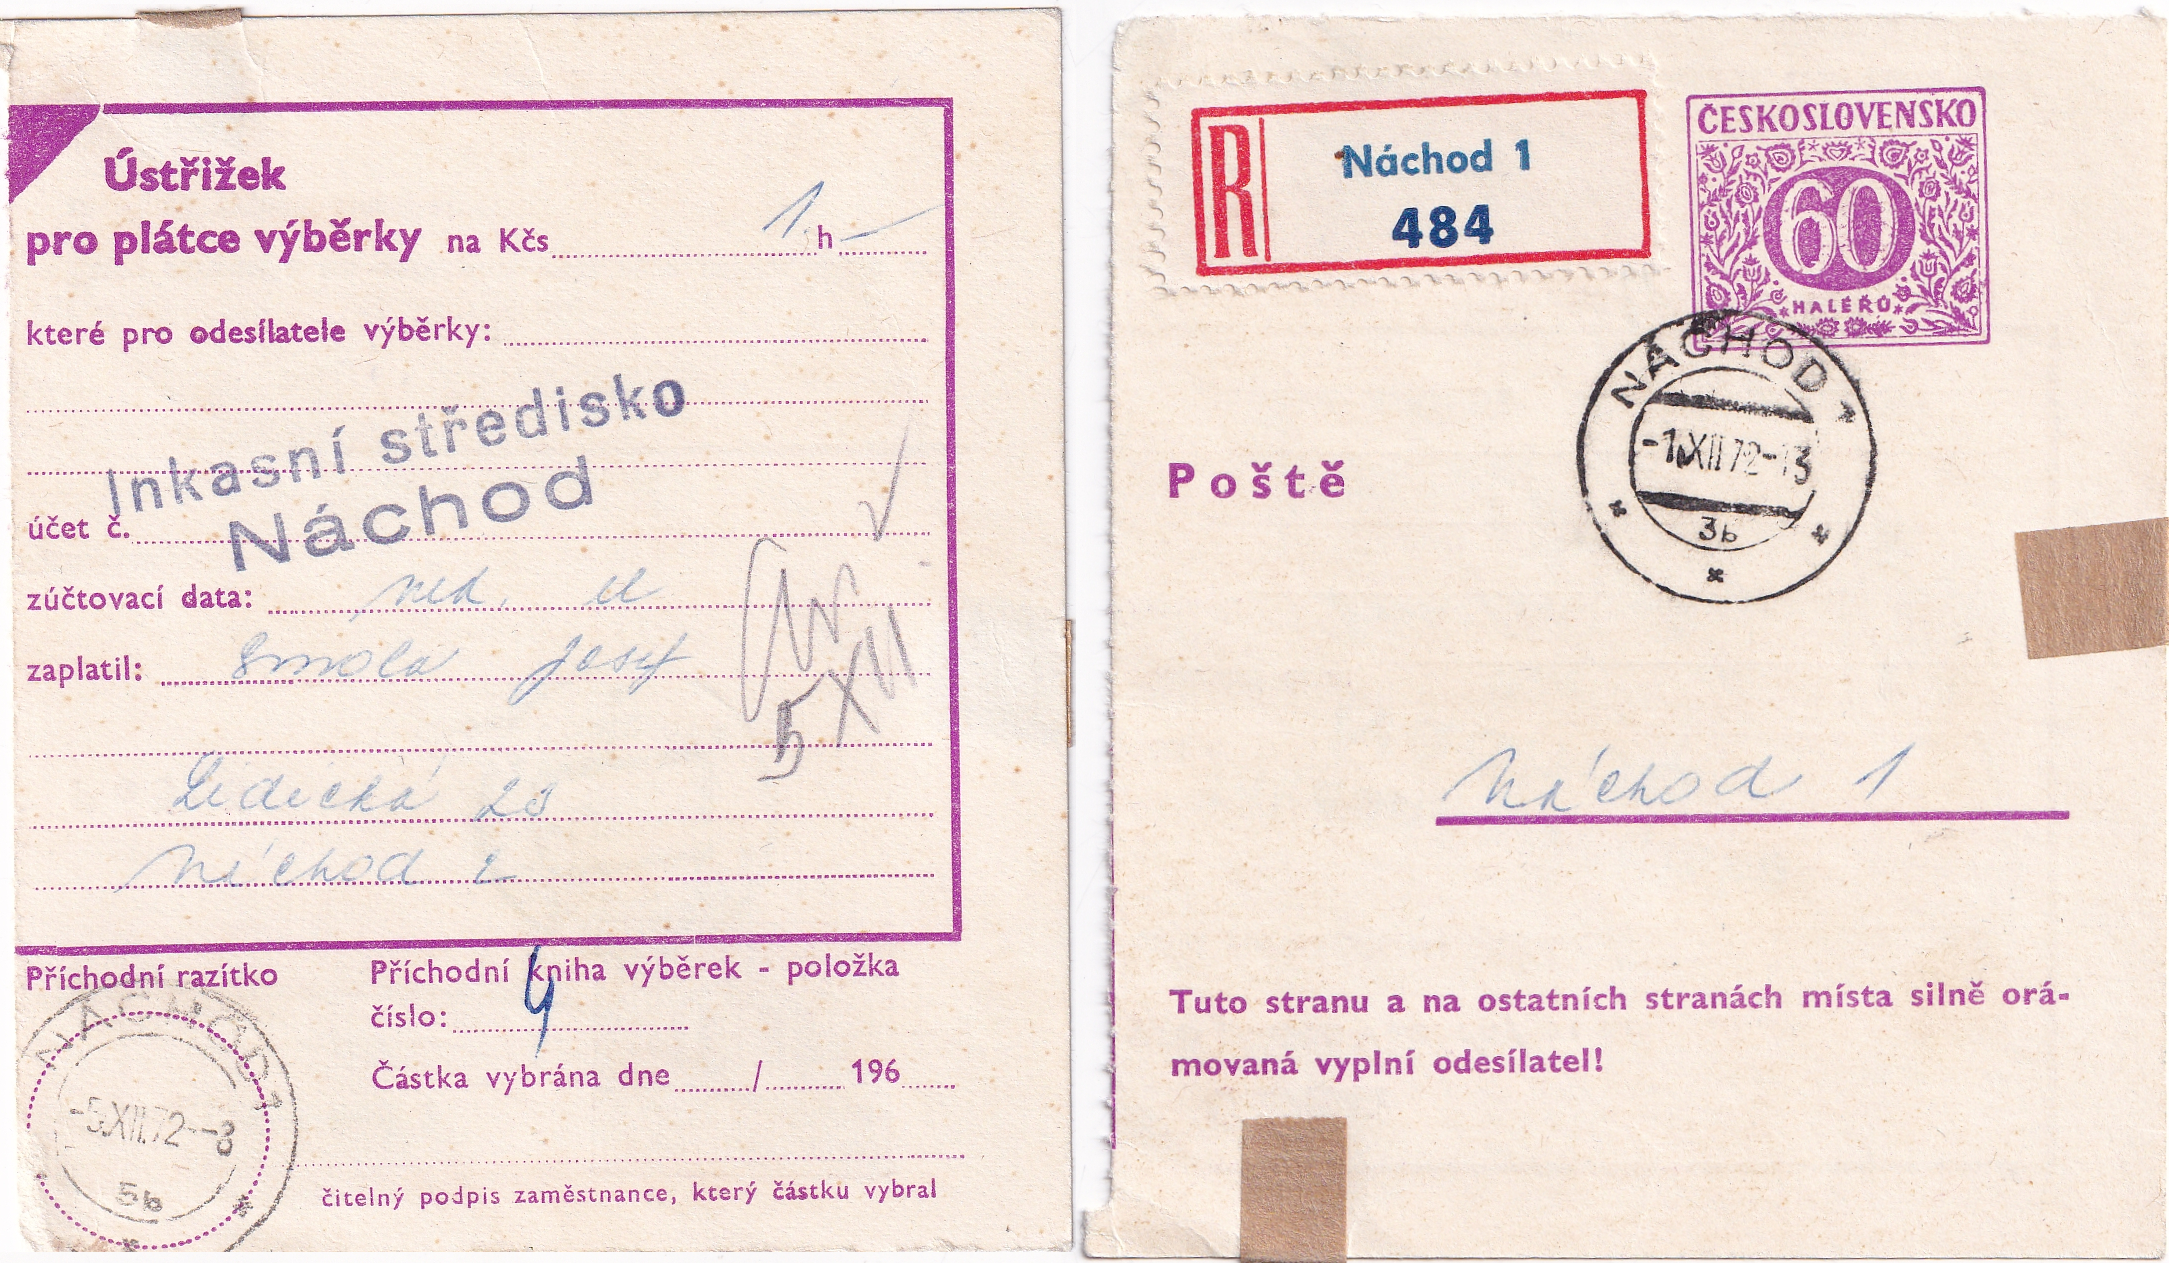 Ústřižek
pro plátce výběrky na Kčs 1 h —
které pro odesílatele výběrky:
Inkasní středisko
Náchod
účet č.
zúčtovací data:
zaplatil: Smola Josef
5 XII
Lidická
Náchod 2
Příchodní razítko
Příchodní kniha výběrek - položka
číslo: 4
Částka vybrána dne / 196
čitelný podpis zaměstnance, který částku vybral
NÁCHOD 1
-5.XII.72--8
5b
R
Náchod 1
484
ČESKOSLOVENSKO
60
HALÉŘŮ
NÁCHOD 1
-1.XII.72-13
3b
Poště
Náchod 1
Tuto stranu a na ostatních stranách místa silně orá-
movaná vyplní odesílatel!